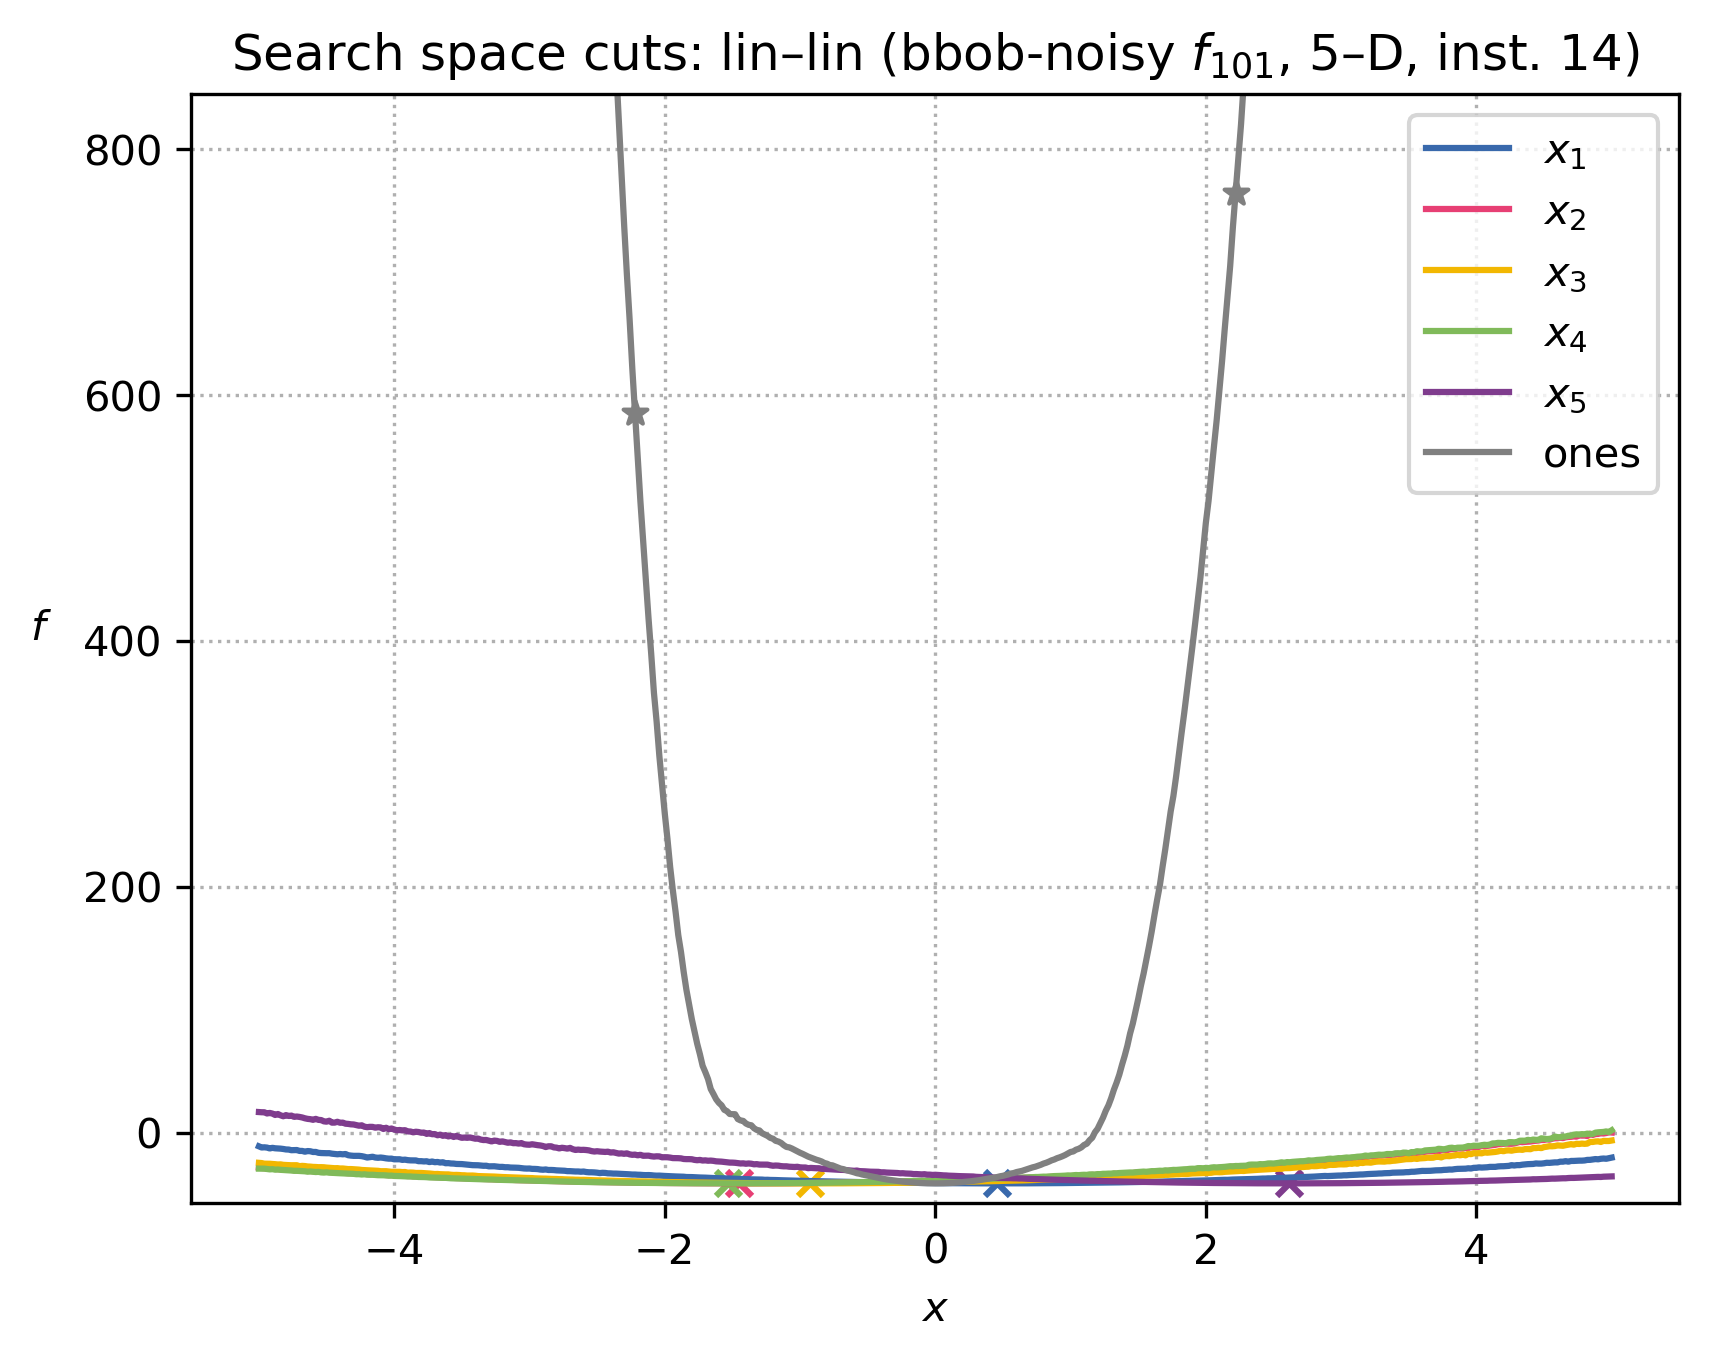 Search space cuts: lin–lin (bbob-noisy f₁₀₁, 5–D, inst. 14)
800
600
400
200
0
f
−4
−2
0
2
4
x
x₁
x₂
x₃
x₄
x₅
ones